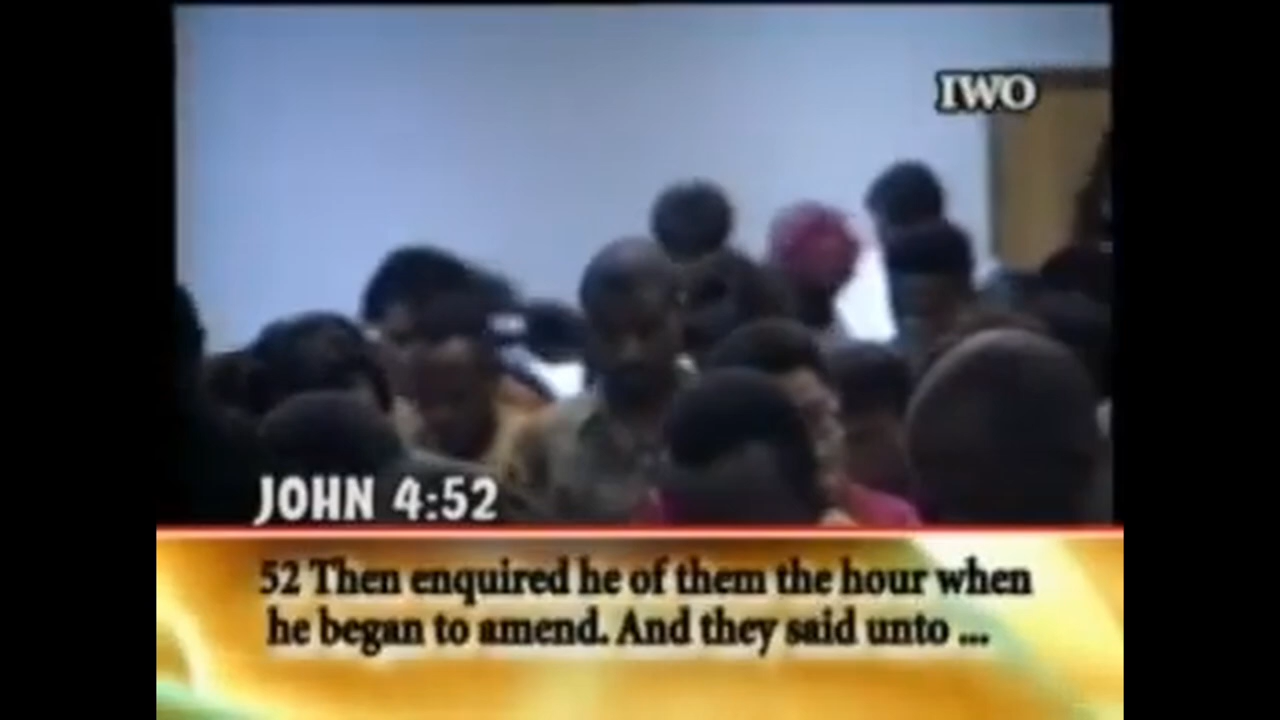 IWO
JOHN 4:52
52 Then enquired he of them the hour when
he began to amend. And they said unto ...